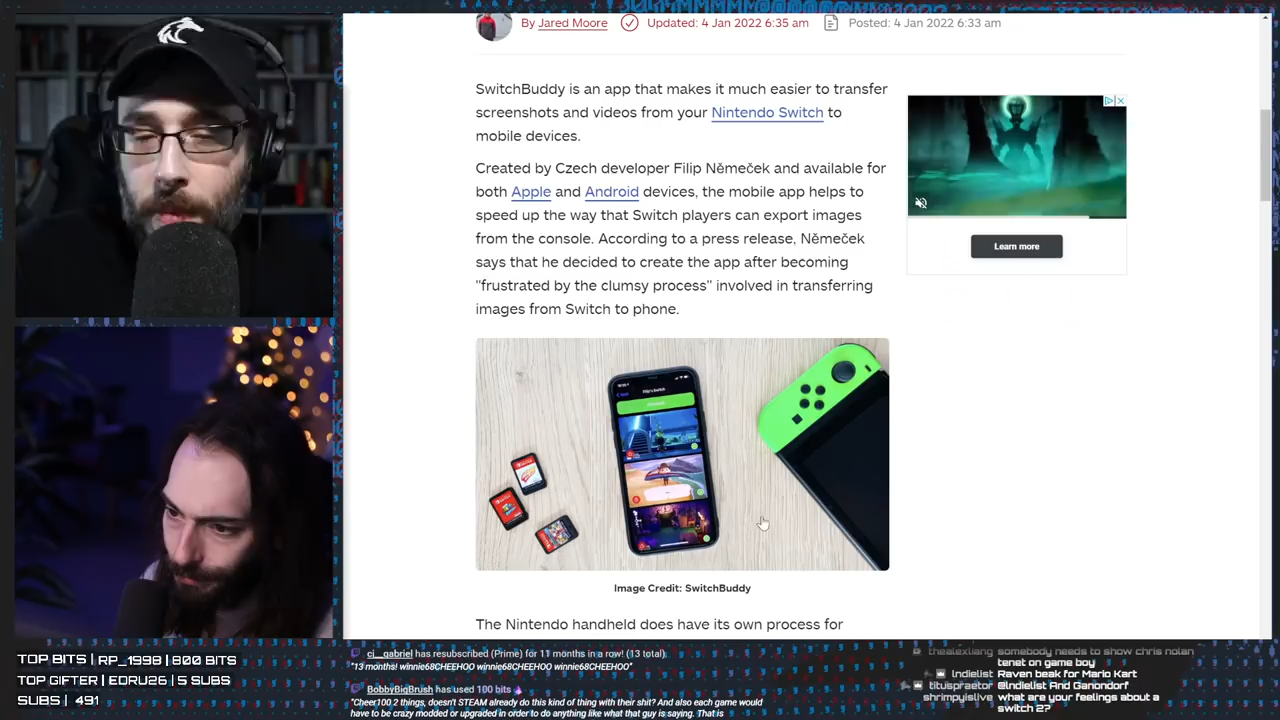 By Jared Moore Updated: 4 Jan 2022 6:35 am Posted: 4 Jan 2022 6:33 am
SwitchBuddy is an app that makes it much easier to transfer
screenshots and videos from your Nintendo Switch to
mobile devices.
Created by Czech developer Filip Němeček and available for
both Apple and Android devices, the mobile app helps to
speed up the way that Switch players can export images
from the console. According to a press release, Němeček
says that he decided to create the app after becoming
"frustrated by the clumsy process" involved in transferring
images from Switch to phone.
Learn more
Image Credit: SwitchBuddy
The Nintendo handheld does have its own process for
TOP BITS | RP_1998 | 800 BITS
TOP GIFTER | EDRU26 | 5 SUBS
SUBS | 491
ci__gabriel has resubscribed (Prime) for 11 months in a row! (13 total).
"13 months! winnie68CHEEHOO winnie68CHEEHOO winnie68CHEEHOO"
BobbyBigBrush has used 100 bits
"Cheer100 2 things, doesn't STEAM already do this kind of thing with their shit? And also each game would
have to be crazy modded or upgraded in order to do anything like what that guy is saying. That is
thealexliang somebody needs to show chris nolan
tenet on game boy
lndielist Raven beak for Mario Kart
tituspraetor @lndielist And Ganondorf
shrimpyislive what are your feelings about a
switch 2?